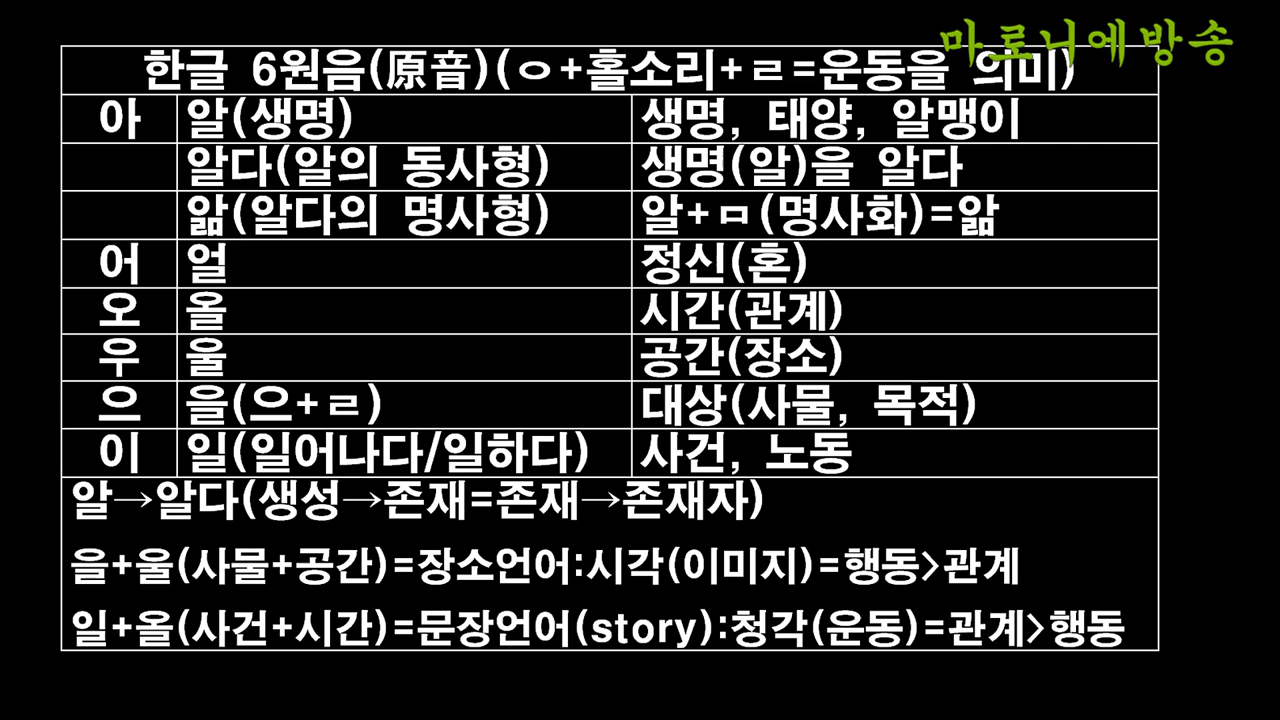 마로니에방송
한글 6원음(原音)(ㅇ+홀소리+ㄹ=운동을 의미)
아 알(생명) 생명, 태양, 알맹이
알다(알의 동사형) 생명(알)을 알다
앎(알다의 명사형) 알+ㅁ(명사화)=앎
어 얼 정신(혼)
오 올 시간(관계)
우 울 공간(장소)
으 을(으+ㄹ) 대상(사물, 목적)
이 일(일어나다/일하다) 사건, 노동
알→알다(생성→존재=존재→존재자)
을+울(사물+공간)=장소언어:시각(이미지)=행동>관계
일+올(사건+시간)=문장언어(story):청각(운동)=관계>행동